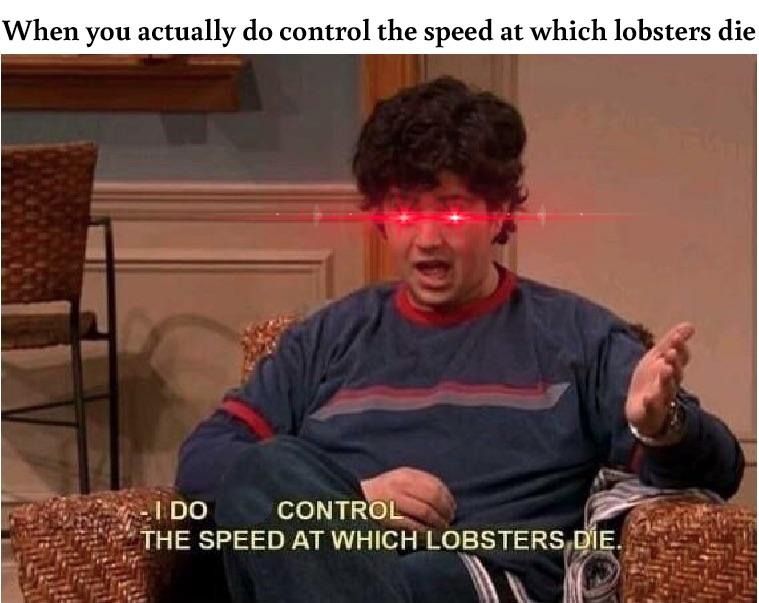 When you actually do control the speed at which lobsters die
- I DO CONTROL
THE SPEED AT WHICH LOBSTERS DIE.